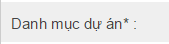 Danh mục dự án* :